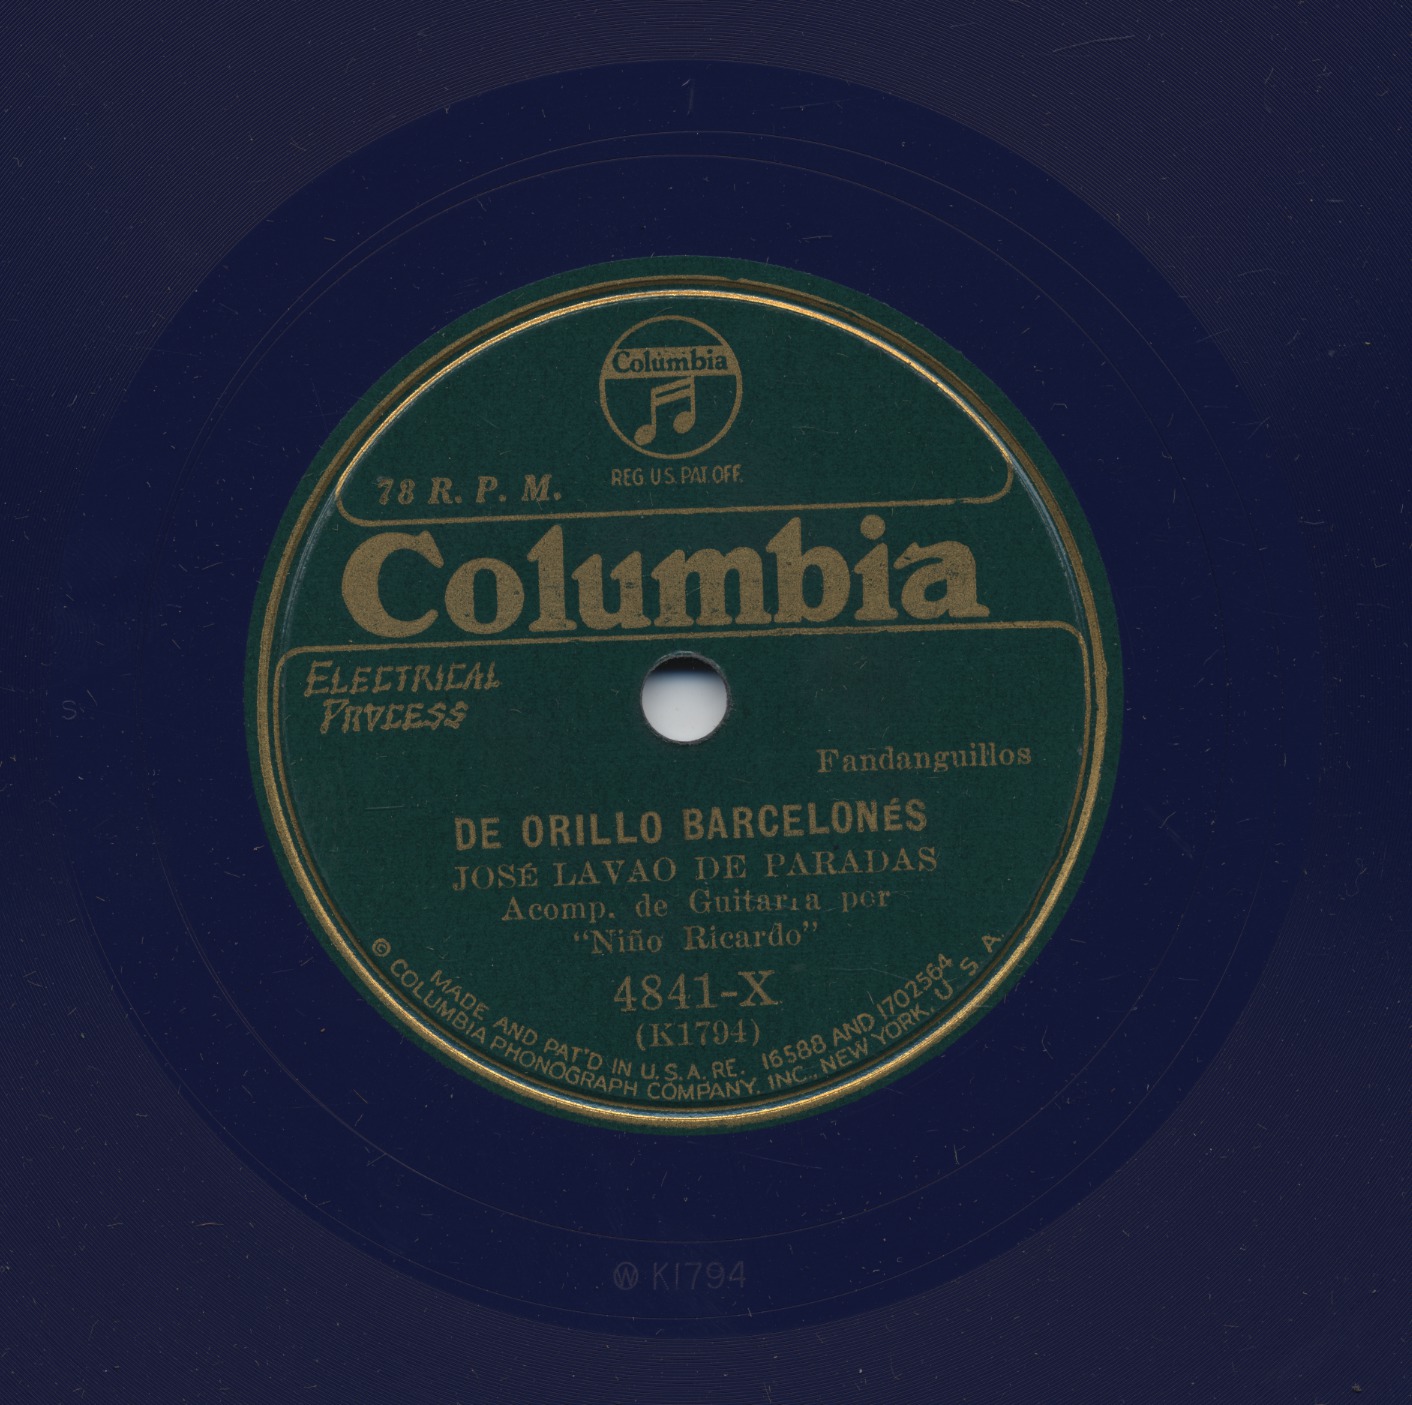 Columbia
REG. U.S. PAT. OFF.
78 R. P. M.
Columbia
ELECTRICAL
PROCESS
Fandanguillos
DE ORILLO BARCELONÉS
JOSÉ LAVAO DE PARADAS
Acomp. de Guitarra por
“Niño Ricardo”
4841-X
(K1794)
MADE AND PAT'D IN U.S.A. RE. 16588 AND 1702564
© COLUMBIA PHONOGRAPH COMPANY, INC., NEW YORK, U. S. A.
1
S
Ⓦ K1794